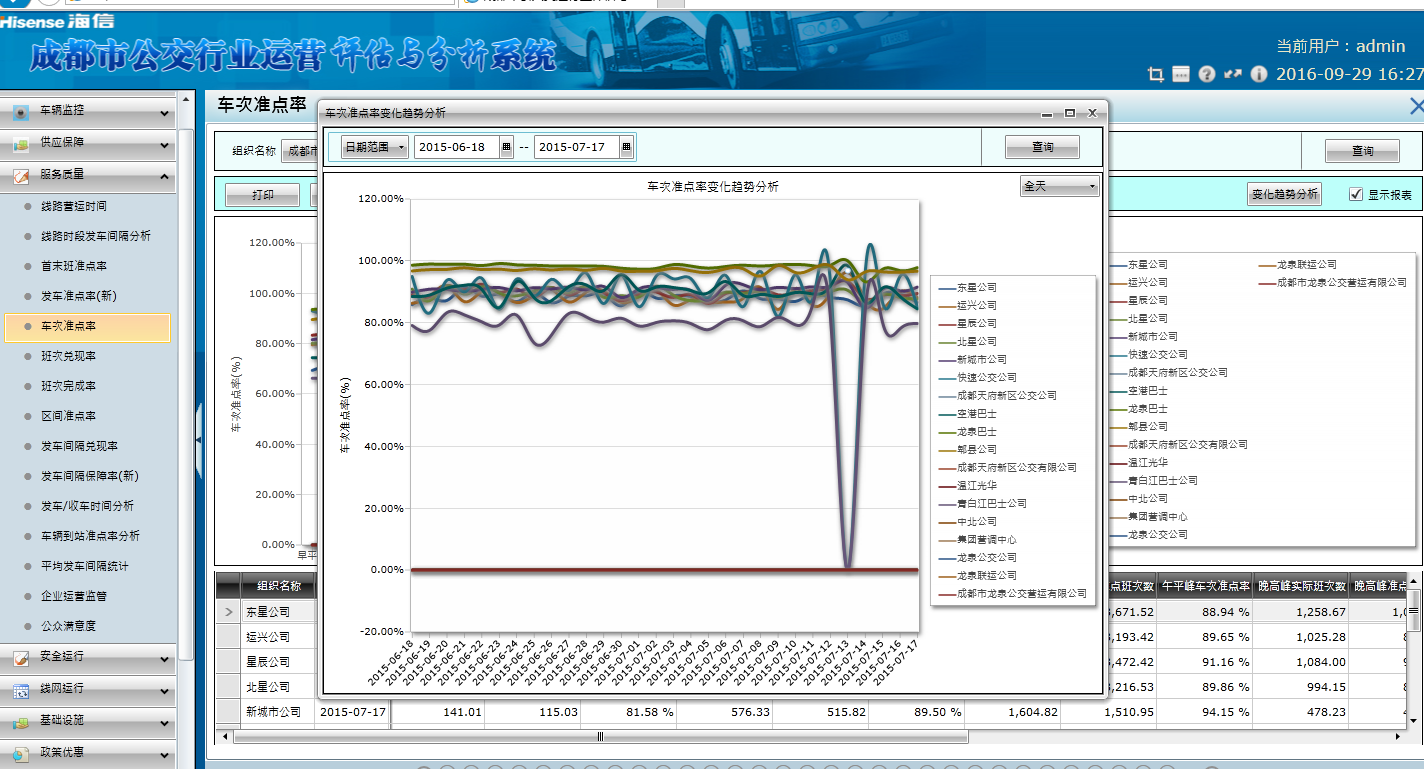 Hisense 海信
成都市公交行业运营评估与分析系统
当前用户：admin
2016-09-29 16:27
车辆监控
供应保障
服务质量
线路营运时间
线路时段发车间隔分析
首末班准点率
发车准点率(新)
车次准点率
班次兑现率
班次完成率
区间准点率
发车间隔兑现率
发车间隔保障率(新)
发车/收车时间分析
车辆到站准点率分析
平均发车间隔统计
企业运营监管
公众满意度
安全运行
线网运行
基础设施
政策优惠
车次准点率
组织名称 成都市
查询
打印
变化趋势分析
显示报表
120.00%
100.00%
80.00%
60.00%
40.00%
20.00%
0.00%
车次准点率(%)
早平
车次准点率变化趋势分析
日期范围 2015-06-18 -- 2015-07-17 查询
车次准点率变化趋势分析
全天
120.00%
100.00%
80.00%
60.00%
40.00%
20.00%
0.00%
-20.00%
车次准点率(%)
2015-06-18
2015-06-19
2015-06-20
2015-06-21
2015-06-22
2015-06-23
2015-06-24
2015-06-25
2015-06-26
2015-06-27
2015-06-28
2015-06-29
2015-06-30
2015-07-01
2015-07-02
2015-07-03
2015-07-04
2015-07-05
2015-07-06
2015-07-07
2015-07-08
2015-07-09
2015-07-10
2015-07-11
2015-07-12
2015-07-13
2015-07-14
2015-07-15
2015-07-16
2015-07-17
东星公司
运兴公司
星辰公司
北星公司
新城市公司
快速公交公司
成都天府新区公交公司
空港巴士
龙泉巴士
郫县公司
成都天府新区公交有限公司
温江光华
青白江巴士公司
中北公司
集团营调中心
龙泉公交公司
龙泉联运公司
成都市龙泉公交营运有限公司
东星公司
运兴公司
星辰公司
北星公司
新城市公司
快速公交公司
成都天府新区公交公司
空港巴士
龙泉巴士
郫县公司
成都天府新区公交有限公司
温江光华
青白江巴士公司
中北公司
集团营调中心
龙泉公交公司
龙泉联运公司
成都市龙泉公交营运有限公司
组织名称 点班次数 午平峰车次准点率 晚高峰实际班次数 晚高峰准点
东星公司 ,671.52 88.94 % 1,258.67 1,0
运兴公司 ,193.42 89.65 % 1,025.28
星辰公司 ,472.42 91.16 % 1,084.00
北星公司 ,216.53 89.86 % 994.15
新城市公司 2015-07-17 141.01 115.03 81.58 % 576.33 515.82 89.50 % 1,604.82 1,510.95 94.15 % 478.23